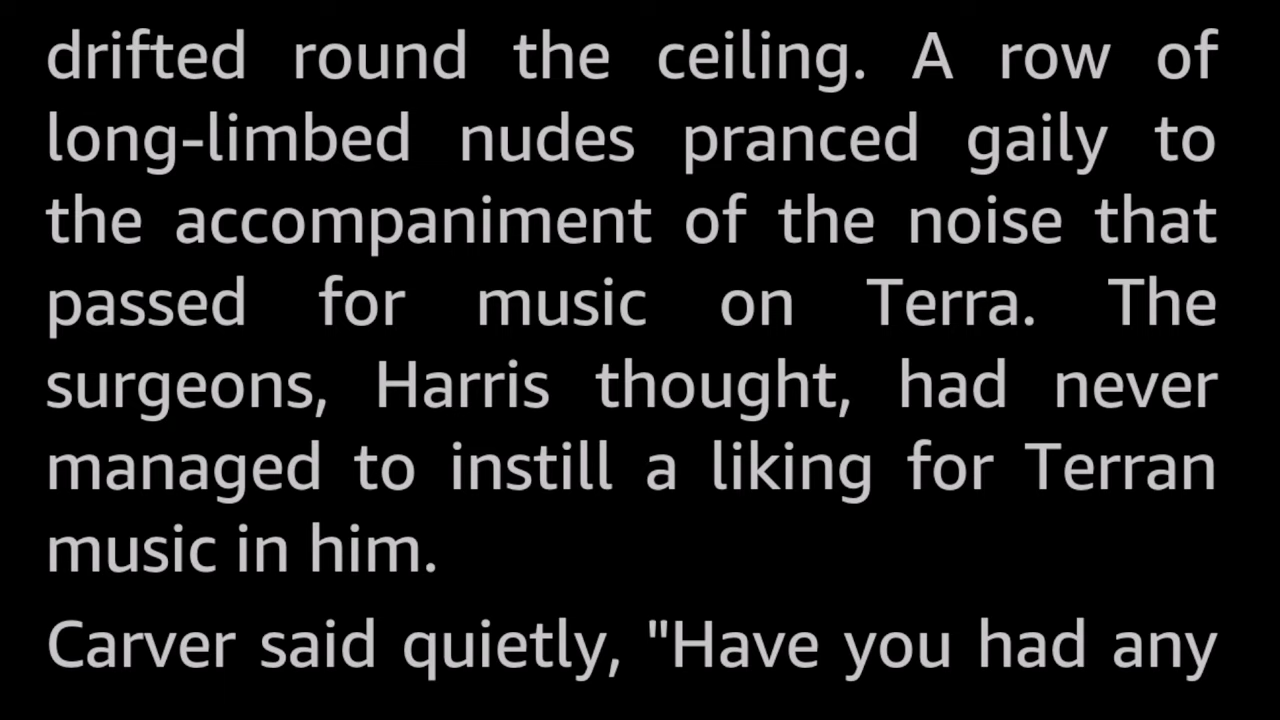 drifted round the ceiling. A row of
long-limbed nudes pranced gaily to
the accompaniment of the noise that
passed for music on Terra. The
surgeons, Harris thought, had never
managed to instill a liking for Terran
music in him.
Carver said quietly, "Have you had any